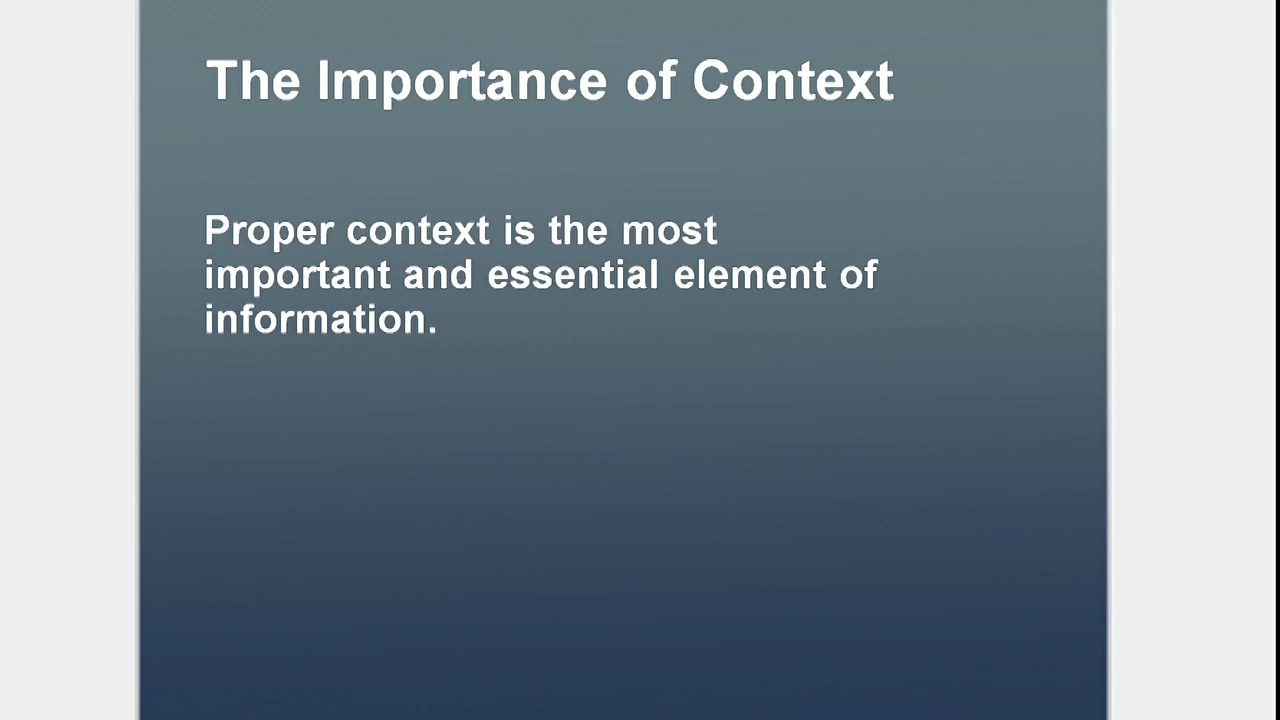 The Importance of Context
Proper context is the most
important and essential element of
information.